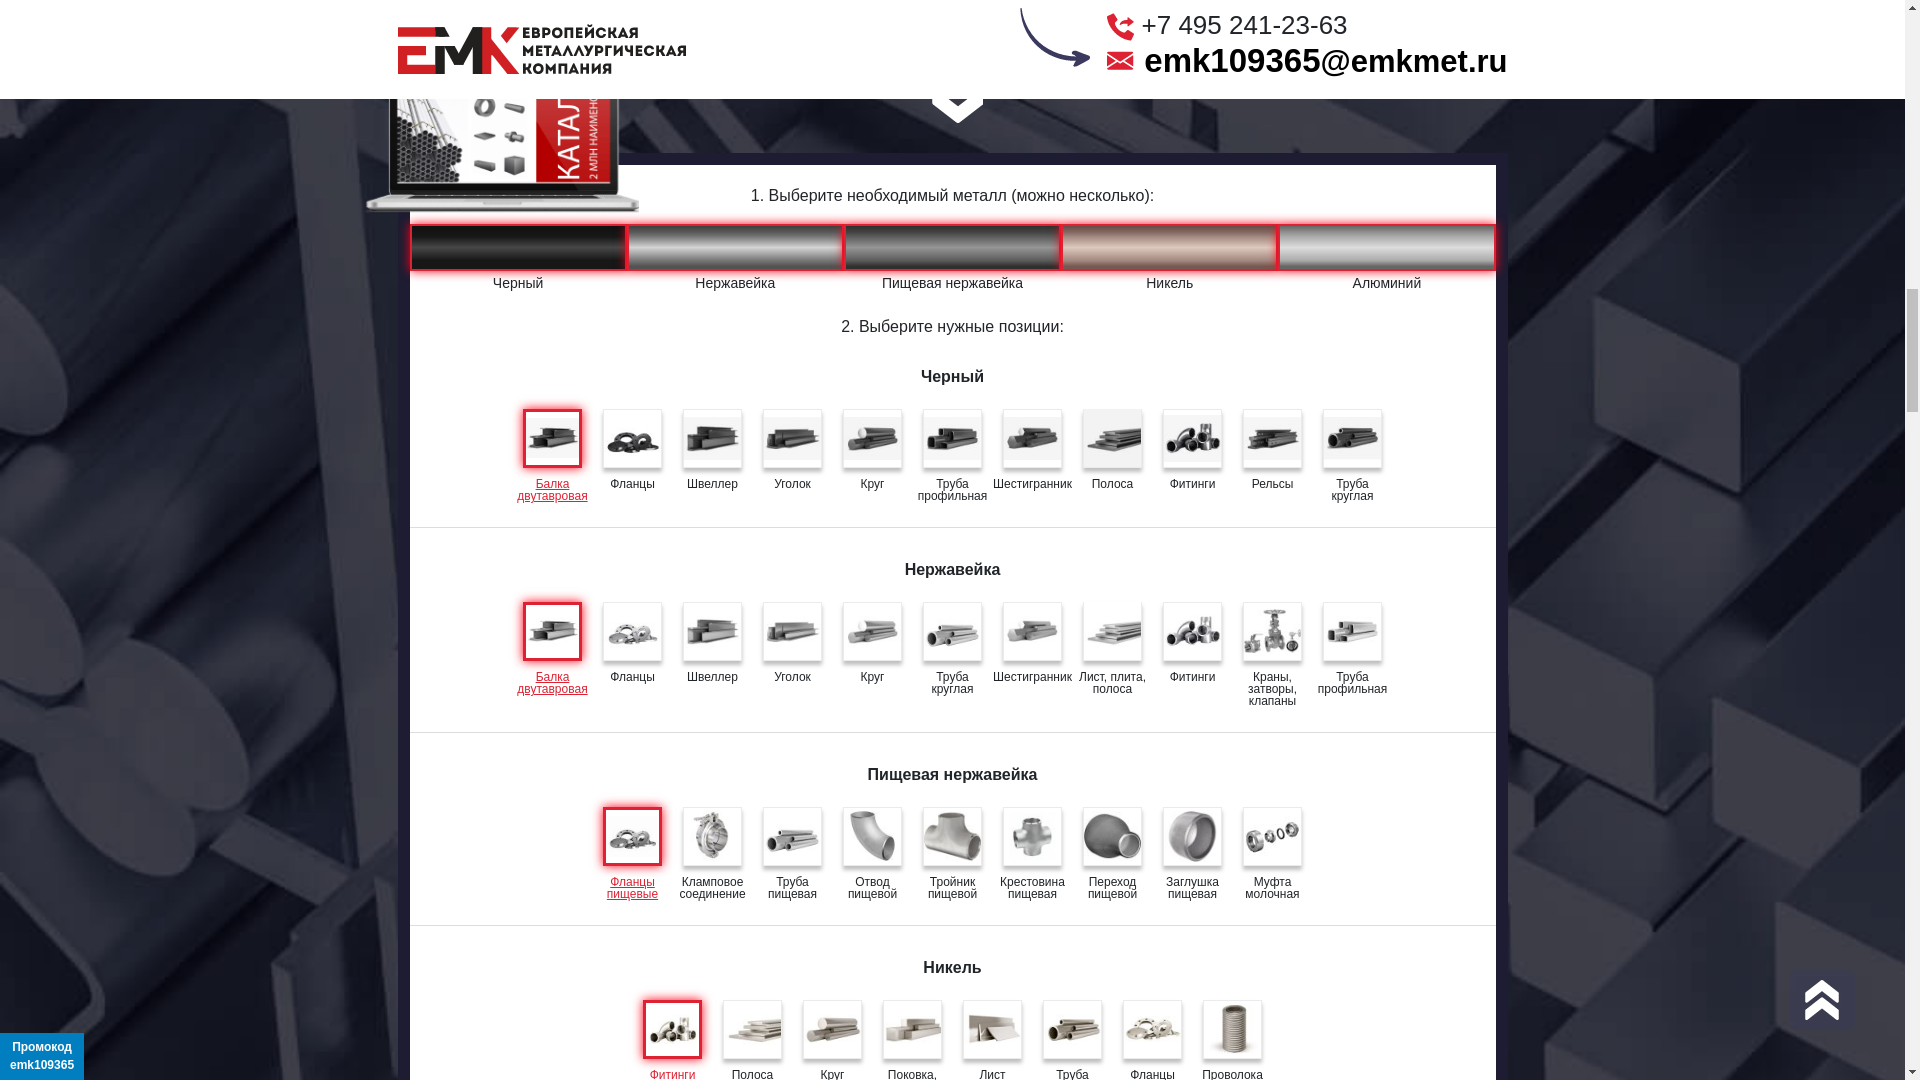 ЕВРОПЕЙСКАЯ
МЕТАЛЛУРГИЧЕСКАЯ
КОМПАНИЯ
EMK
+7 495 241-23-63
emk109365@emkmet.ru
2 МЛН
1. Выберите необходимый металл (можно несколько):
Черный
Нержавейка
Пищевая нержавейка
Никель
Алюминий
2. Выберите нужные позиции:
Черный
Балка двутавровая
Фланцы
Швеллер
Уголок
Круг
Труба профильная
Шестигранник
Полоса
Фитинги
Рельсы
Труба круглая
Нержавейка
Балка двутавровая
Фланцы
Швеллер
Уголок
Круг
Труба круглая
Шестигранник
Лист, плита, полоса
Фитинги
Краны, затворы, клапаны
Труба профильная
Пищевая нержавейка
Фланцы пищевые
Кламповое соединение
Труба пищевая
Отвод пищевой
Тройник пищевой
Крестовина пищевая
Переход пищевой
Заглушка пищевая
Муфта молочная
Никель
Фитинги
Полоса
Круг
Поковка,
Лист
Труба
Фланцы
Проволока
Промокод
emk109365